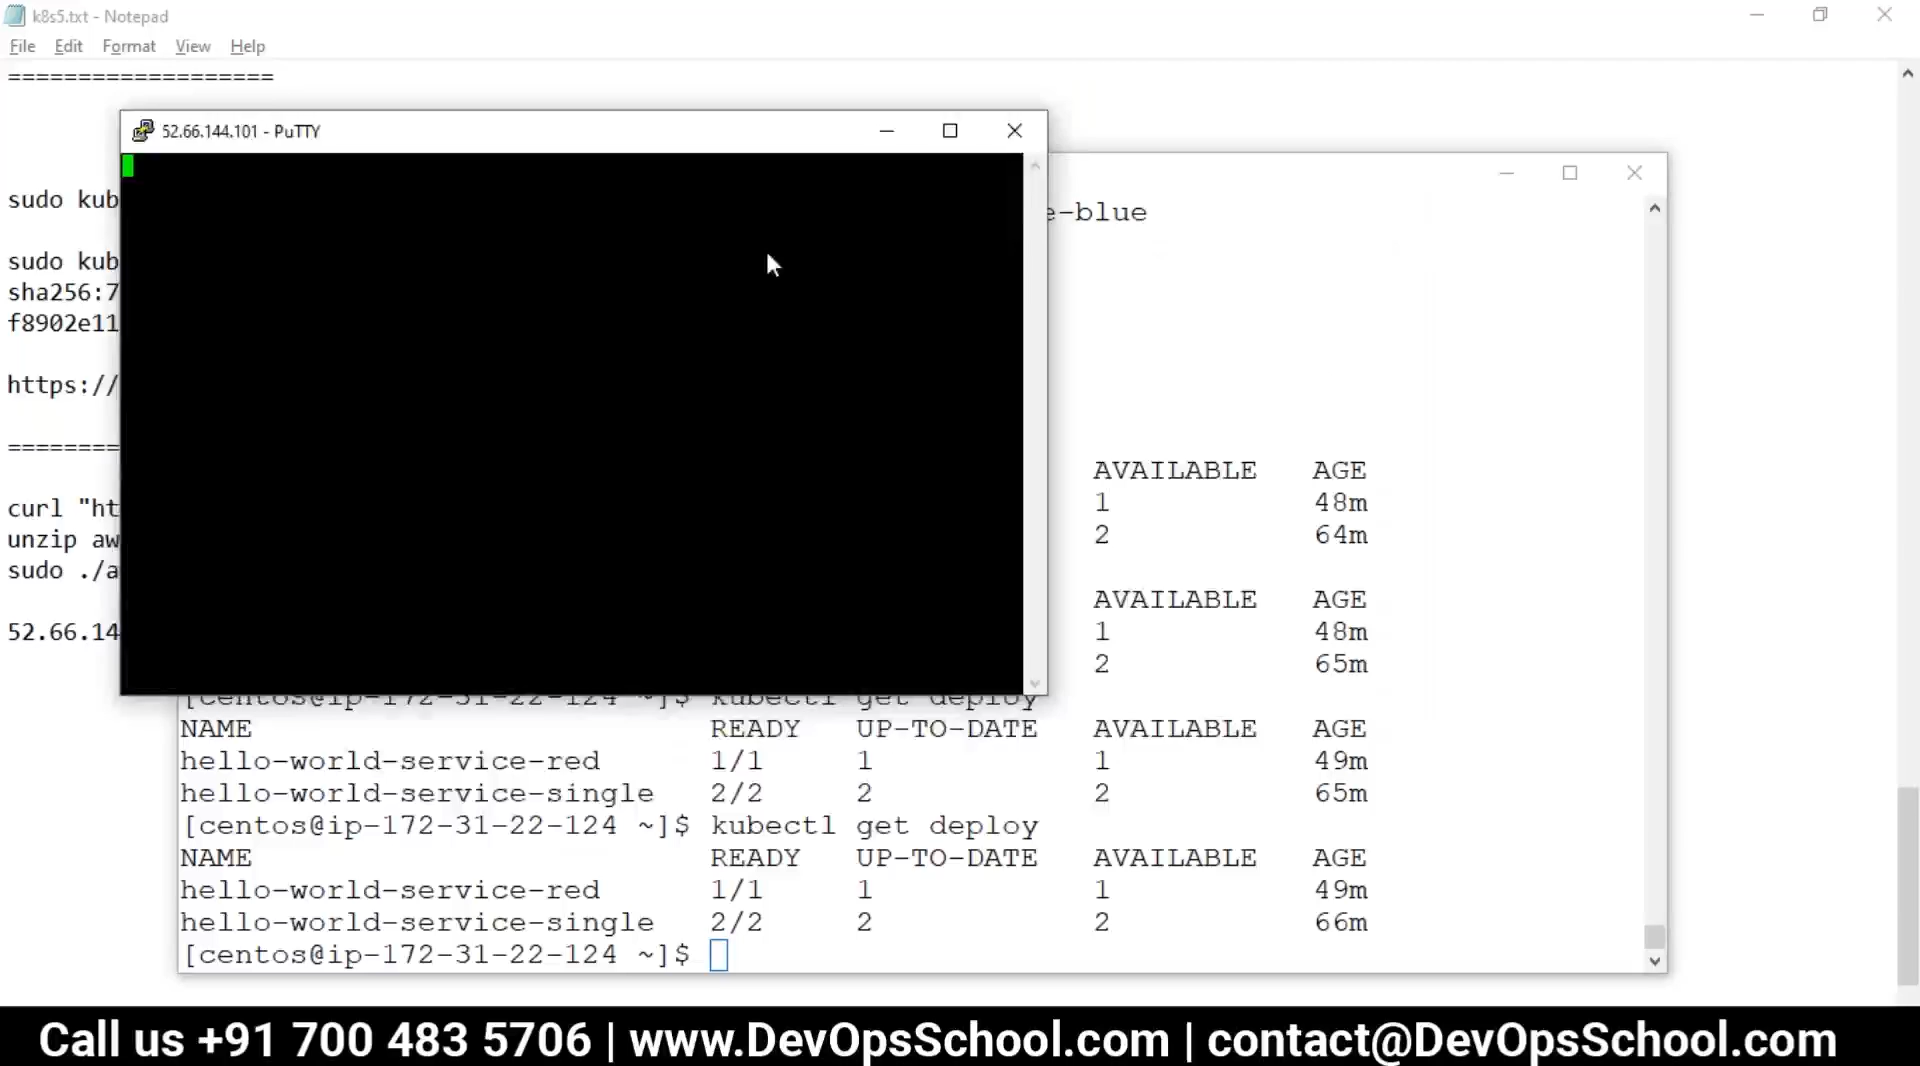 k8s5.txt - Notepad
File Edit Format View Help
===================
52.66.144.101 - PuTTY
e-blue
sudo kub
sudo kub
sha256:7
f8902e11
https://
=========
curl "ht
unzip aw
sudo ./a
52.66.14
AVAILABLE AGE
1 48m
2 64m
AVAILABLE AGE
1 48m
2 65m
[centos@ip-172-31-22-124 ~]$ kubectl get deploy
NAME READY UP-TO-DATE AVAILABLE AGE
hello-world-service-red 1/1 1 1 49m
hello-world-service-single 2/2 2 2 65m
[centos@ip-172-31-22-124 ~]$ kubectl get deploy
NAME READY UP-TO-DATE AVAILABLE AGE
hello-world-service-red 1/1 1 1 49m
hello-world-service-single 2/2 2 2 66m
[centos@ip-172-31-22-124 ~]$
Call us +91 700 483 5706 | www.DevOpsSchool.com | contact@DevOpsSchool.com